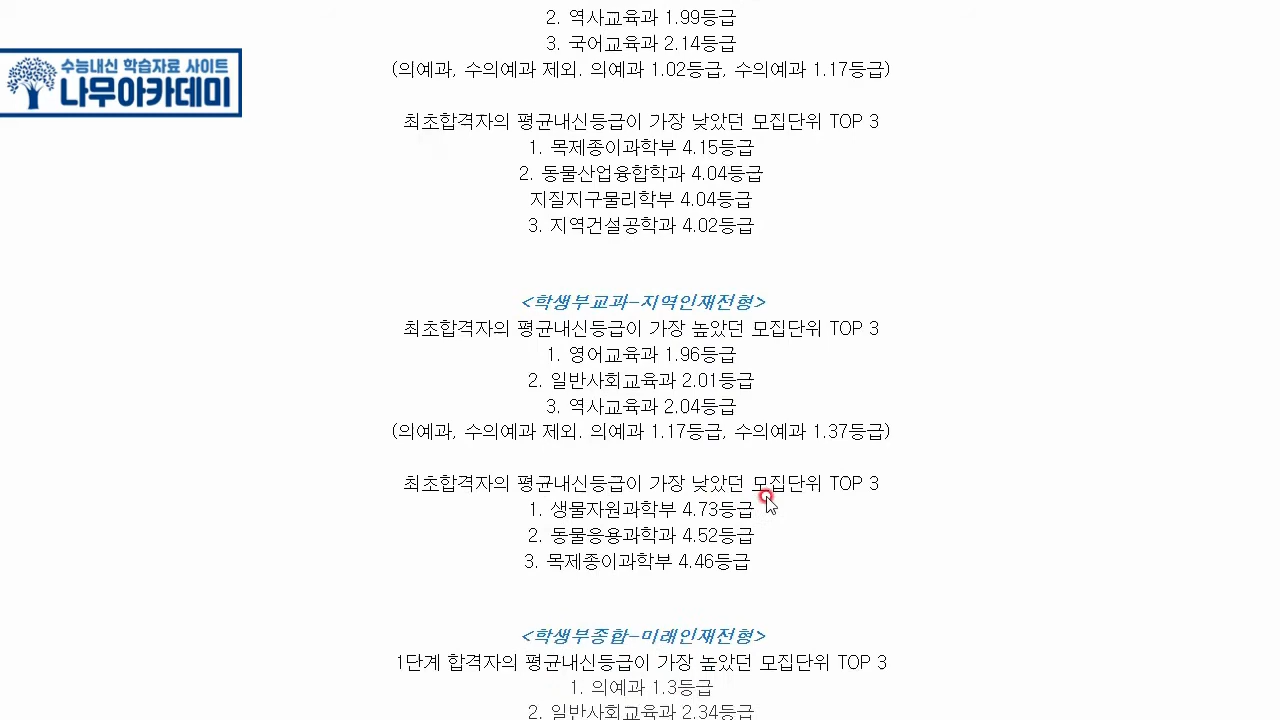 2. 역사교육과 1.99등급
3. 국어교육과 2.14등급
(의예과, 수의예과 제외. 의예과 1.02등급, 수의예과 1.17등급)
수능내신 학습자료 사이트
나무아카데미
최초합격자의 평균내신등급이 가장 낮았던 모집단위 TOP 3
1. 목제종이과학부 4.15등급
2. 동물산업융합학과 4.04등급
지질지구물리학부 4.04등급
3. 지역건설공학과 4.02등급
<학생부교과-지역인재전형>
최초합격자의 평균내신등급이 가장 높았던 모집단위 TOP 3
1. 영어교육과 1.96등급
2. 일반사회교육과 2.01등급
3. 역사교육과 2.04등급
(의예과, 수의예과 제외. 의예과 1.17등급, 수의예과 1.37등급)
최초합격자의 평균내신등급이 가장 낮았던 모집단위 TOP 3
1. 생물자원과학부 4.73등급
2. 동물응용과학과 4.52등급
3. 목제종이과학부 4.46등급
<학생부종합-미래인재전형>
1단계 합격자의 평균내신등급이 가장 높았던 모집단위 TOP 3
1. 의예과 1.3등급
2. 일반사회교육과 2.34등급